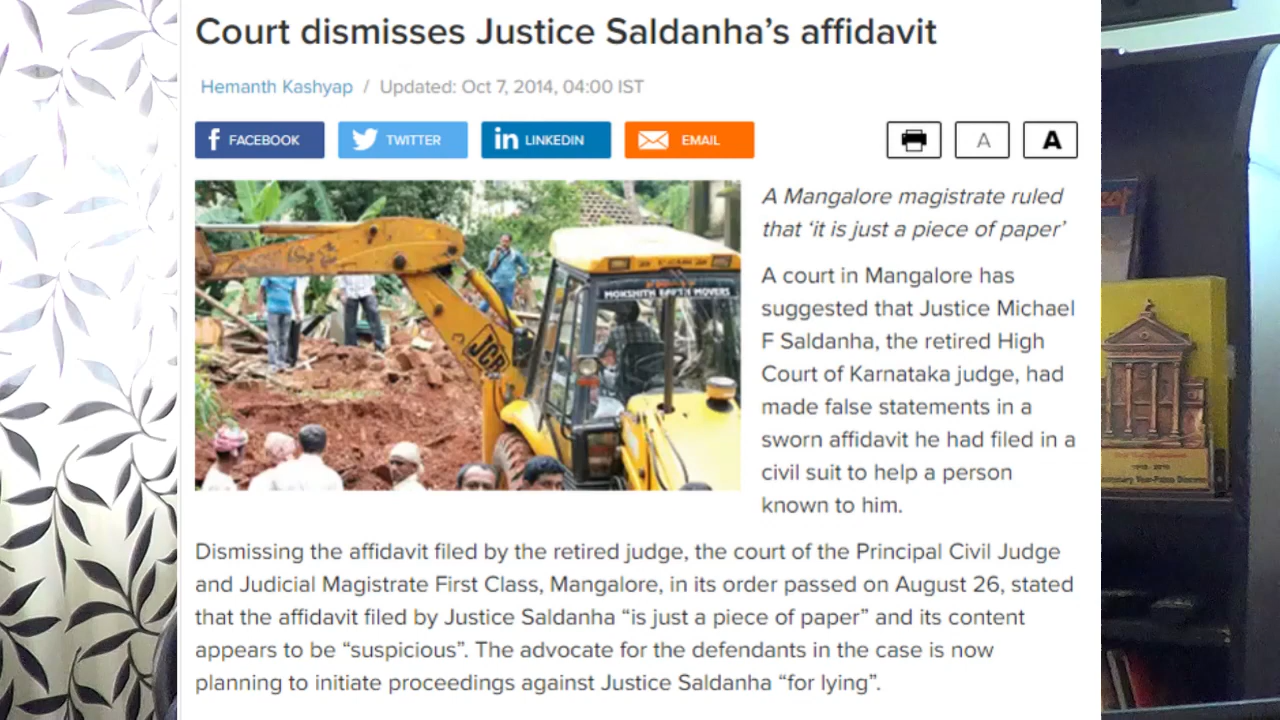 Court dismisses Justice Saldanha’s affidavit
Hemanth Kashyap / Updated: Oct 7, 2014, 04:00 IST
FACEBOOK
TWITTER
in LINKEDIN
EMAIL
A
A
MOKSHITH EARTH MOVERS
JCB
A Mangalore magistrate ruled
that ‘it is just a piece of paper’
A court in Mangalore has
suggested that Justice Michael
F Saldanha, the retired High
Court of Karnataka judge, had
made false statements in a
sworn affidavit he had filed in a
civil suit to help a person
known to him.
Dismissing the affidavit filed by the retired judge, the court of the Principal Civil Judge
and Judicial Magistrate First Class, Mangalore, in its order passed on August 26, stated
that the affidavit filed by Justice Saldanha “is just a piece of paper” and its content
appears to be “suspicious”. The advocate for the defendants in the case is now
planning to initiate proceedings against Justice Saldanha “for lying”.